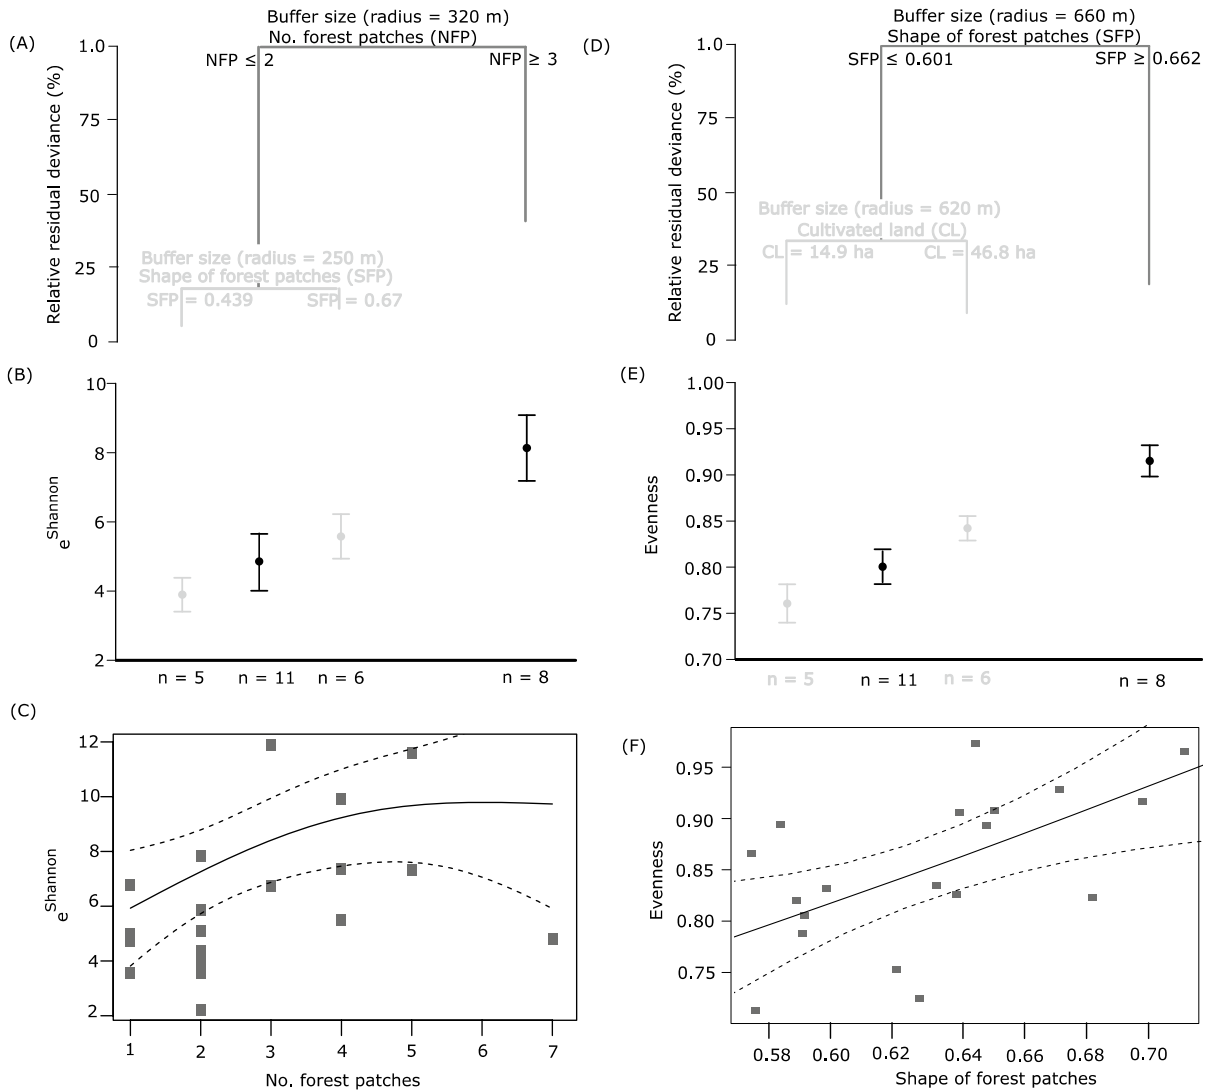 (A)
Buffer size (radius = 320 m)
No. forest patches (NFP)
NFP ≤ 2
NFP ≥ 3
Relative residual deviance (%)
1.0
75
50
25
0
Buffer size (radius = 250 m)
Shape of forest patches (SFP)
SFP = 0.439
SFP = 0.67
(D)
Buffer size (radius = 660 m)
Shape of forest patches (SFP)
SFP ≤ 0.601
SFP ≥ 0.662
Relative residual deviance (%)
1.0
75
50
25
0
Buffer size (radius = 620 m)
Cultivated land (CL)
CL = 14.9 ha
CL = 46.8 ha
(B)
e^Shannon
10
8
6
4
2
n = 5
n = 11
n = 6
n = 8
(E)
Evenness
1.00
0.95
0.90
0.85
0.80
0.75
0.70
n = 5
n = 11
n = 6
n = 8
(C)
e^Shannon
12
10
8
6
4
2
1 2 3 4 5 6 7
No. forest patches
(F)
Evenness
0.95
0.90
0.85
0.80
0.75
0.58 0.60 0.62 0.64 0.66 0.68 0.70
Shape of forest patches